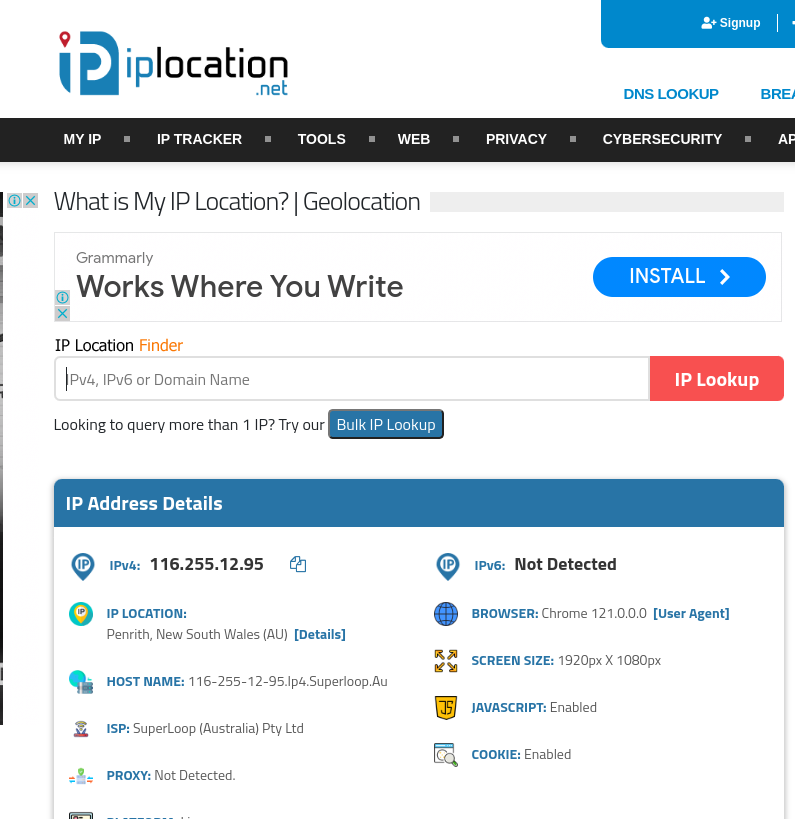 Signup
iplocation
.net
DNS LOOKUP
MY IP
IP TRACKER
TOOLS
WEB
PRIVACY
CYBERSECURITY
What is My IP Location? | Geolocation
Grammarly
Works Where You Write
INSTALL
IP Location Finder
IPv4, IPv6 or Domain Name
IP Lookup
Looking to query more than 1 IP? Try our Bulk IP Lookup
IP Address Details
IP IPv4: 116.255.12.95
IP IPv6: Not Detected
IP IP LOCATION:
Penrith, New South Wales (AU) [Details]
BROWSER: Chrome 121.0.0.0 [User Agent]
HOST NAME: 116-255-12-95.Ip4.Superloop.Au
SCREEN SIZE: 1920px X 1080px
ISP: SuperLoop (Australia) Pty Ltd
JS JAVASCRIPT: Enabled
PROXY: Not Detected.
COOKIE: Enabled